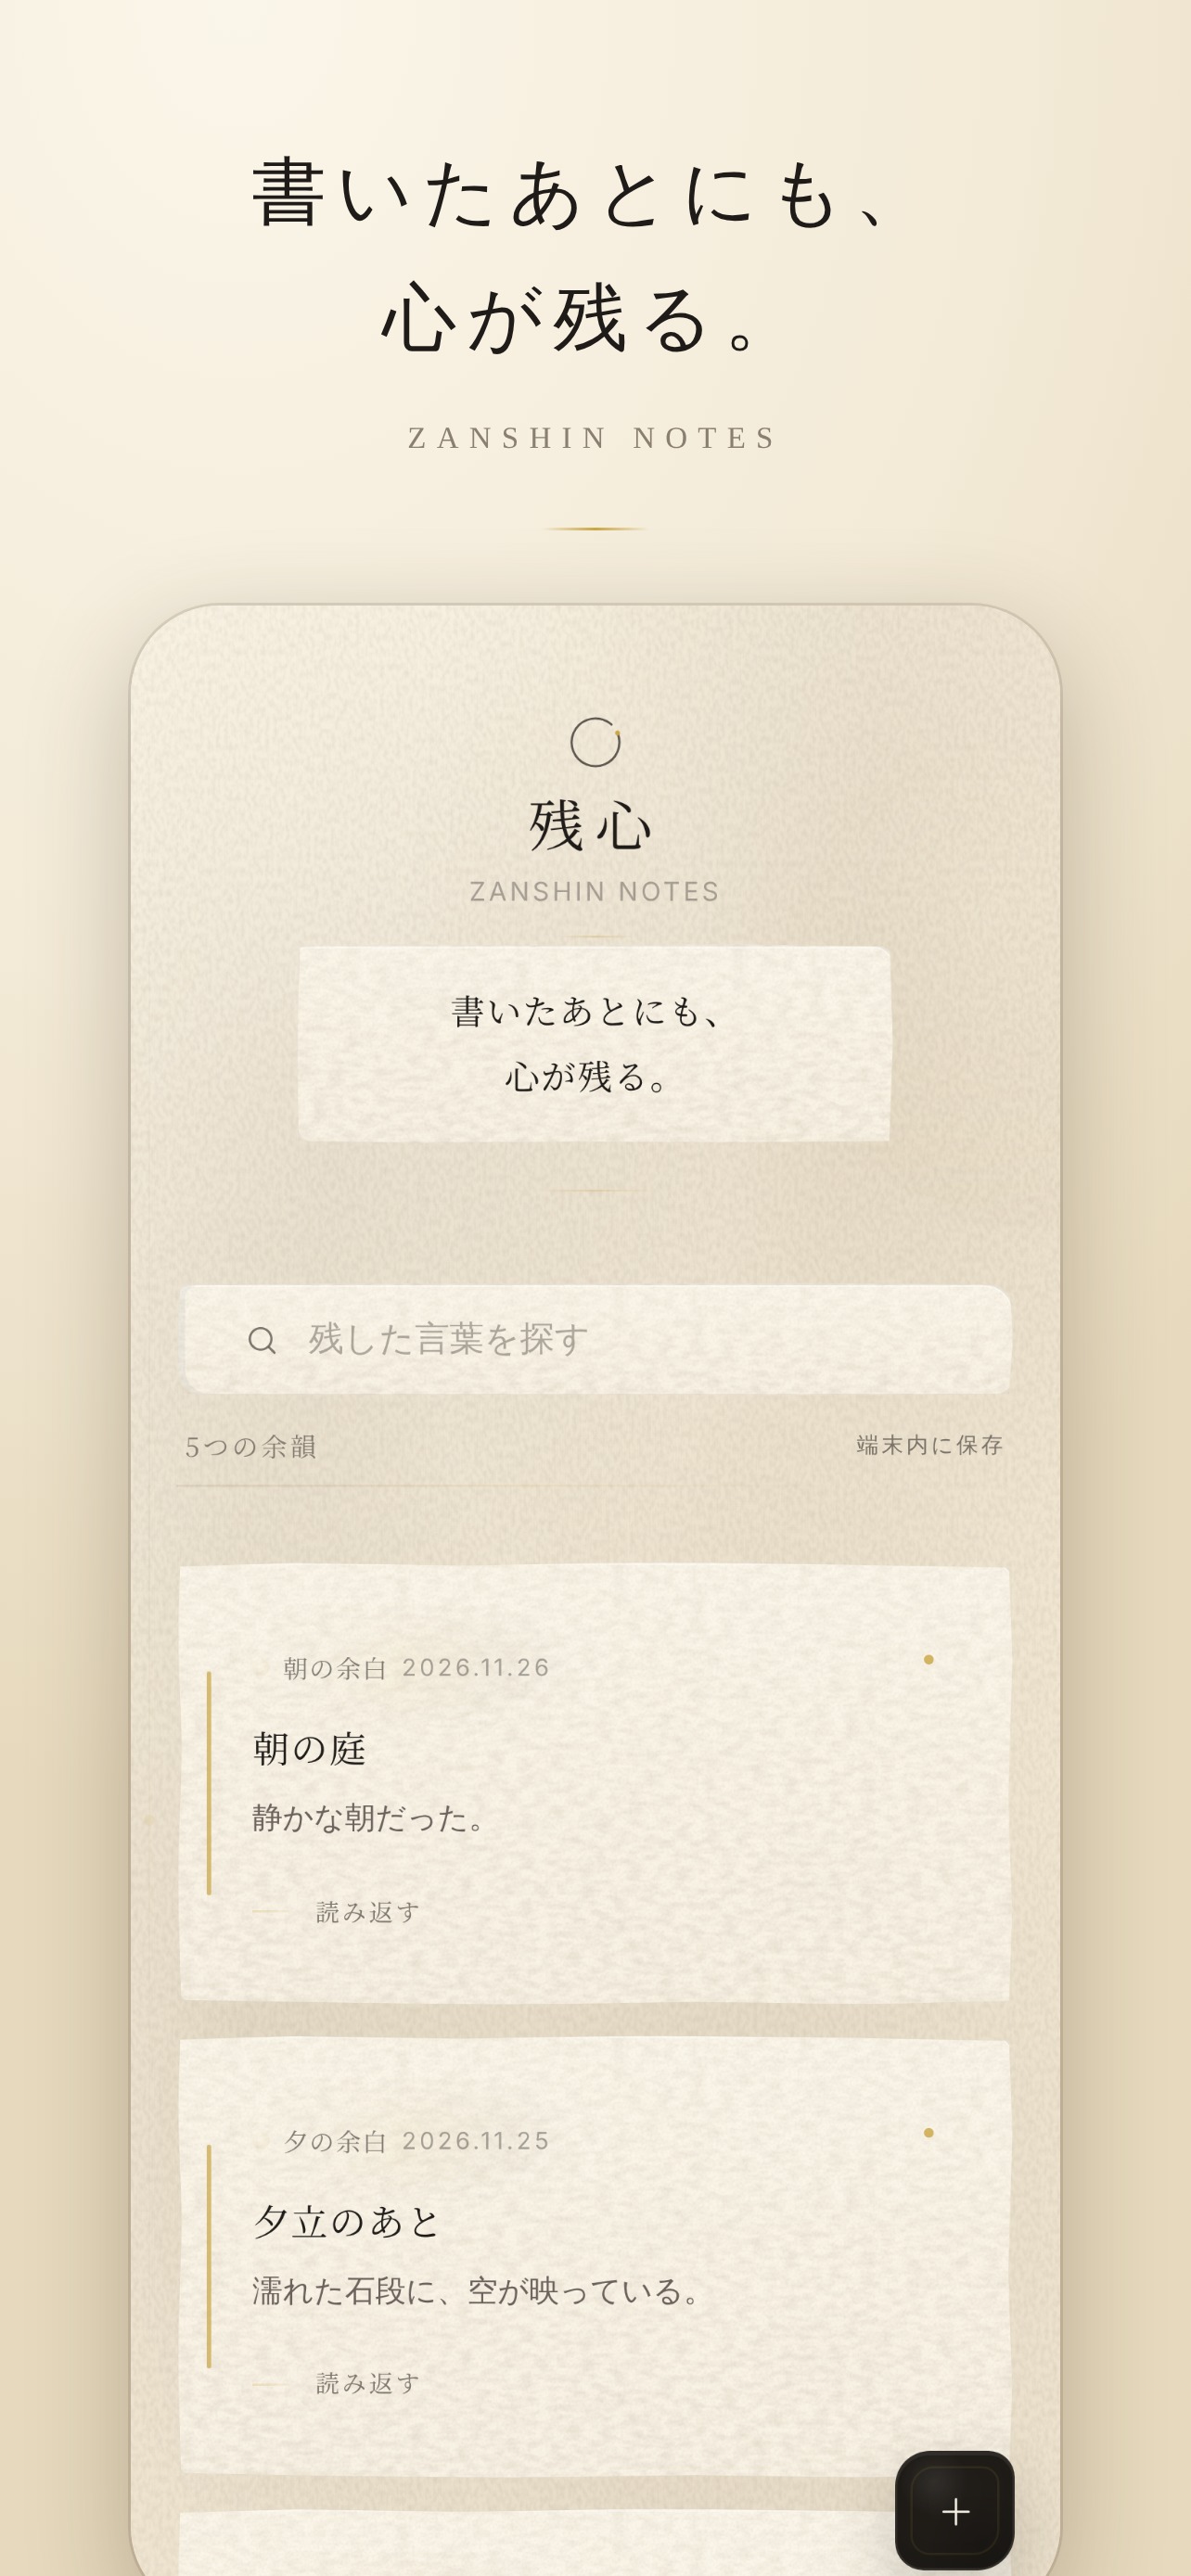 書いたあとにも、
心が残る。
ZANSHIN NOTES
残心
ZANSHIN NOTES
書いたあとにも、
心が残る。
残した言葉を探す
5つの余韻
端末内に保存
朝の余白 2026.11.26
朝の庭
静かな朝だった。
読み返す
夕の余白 2026.11.25
夕立のあと
濡れた石段に、空が映っている。
読み返す